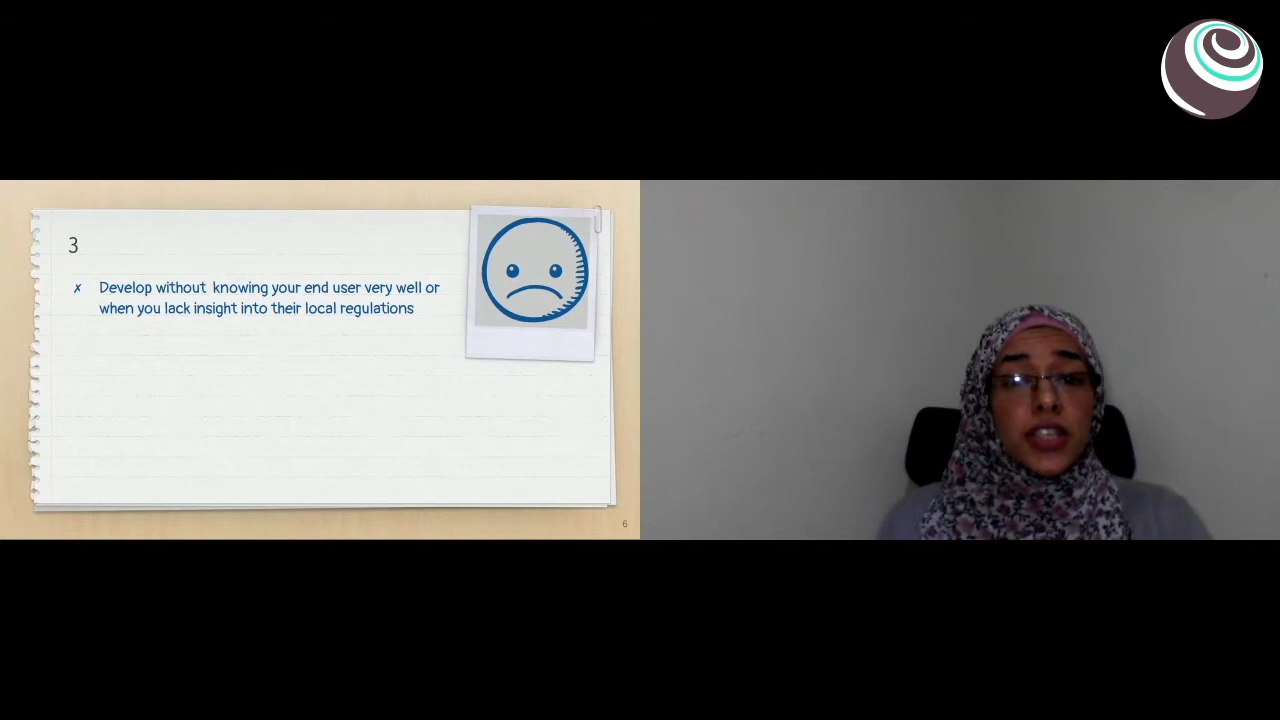 3
✗ Develop without knowing your end user very well or
when you lack insight into their local regulations
6